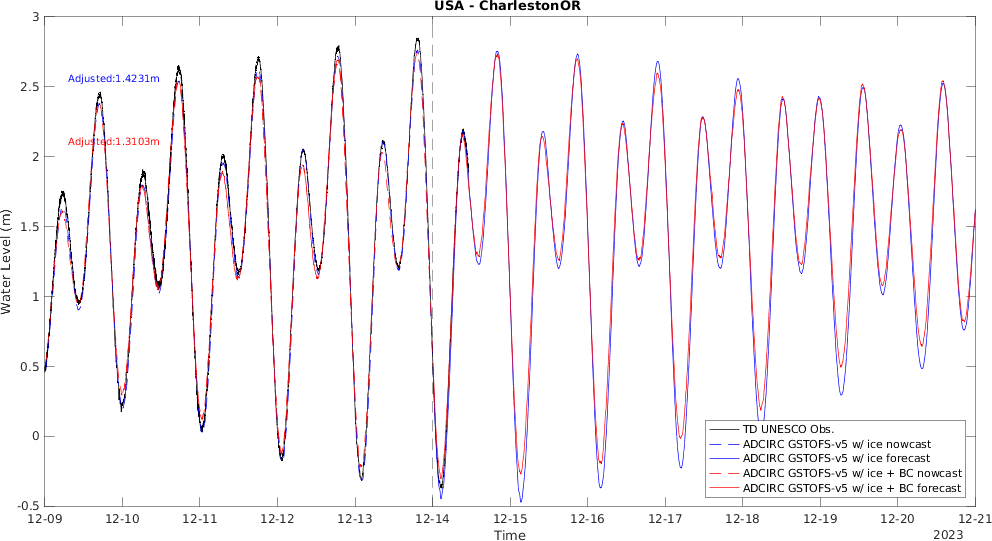 USA - CharlestonOR
3
2.5
2
1.5
1
0.5
0
-0.5
Water Level (m)
Adjusted:1.4231m
Adjusted:1.3103m
TD UNESCO Obs.
ADCIRC GSTOFS-v5 w/ ice nowcast
ADCIRC GSTOFS-v5 w/ ice forecast
ADCIRC GSTOFS-v5 w/ ice + BC nowcast
ADCIRC GSTOFS-v5 w/ ice + BC forecast
12-09 12-10 12-11 12-12 12-13 12-14 12-15 12-16 12-17 12-18 12-19 12-20 12-21
Time
2023